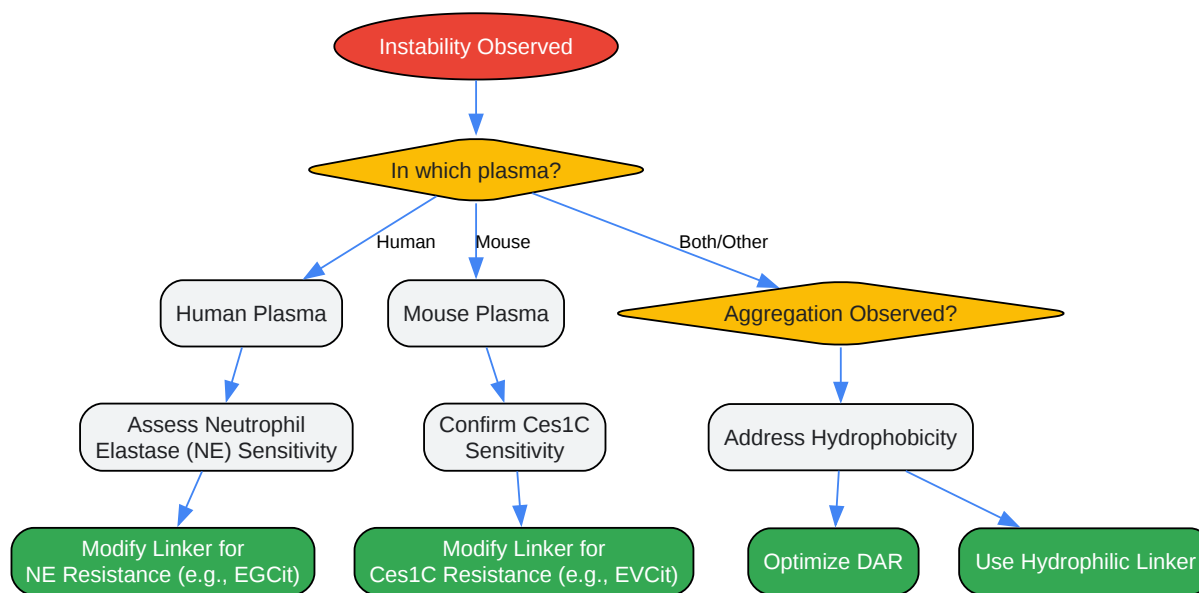 Instability Observed
In which plasma?
Human
Mouse
Both/Other
Human Plasma
Mouse Plasma
Aggregation Observed?
Assess Neutrophil
Elastase (NE) Sensitivity
Confirm Ces1C
Sensitivity
Address Hydrophobicity
Modify Linker for
NE Resistance (e.g., EGCit)
Modify Linker for
Ces1C Resistance (e.g., EVCit)
Optimize DAR
Use Hydrophilic Linker